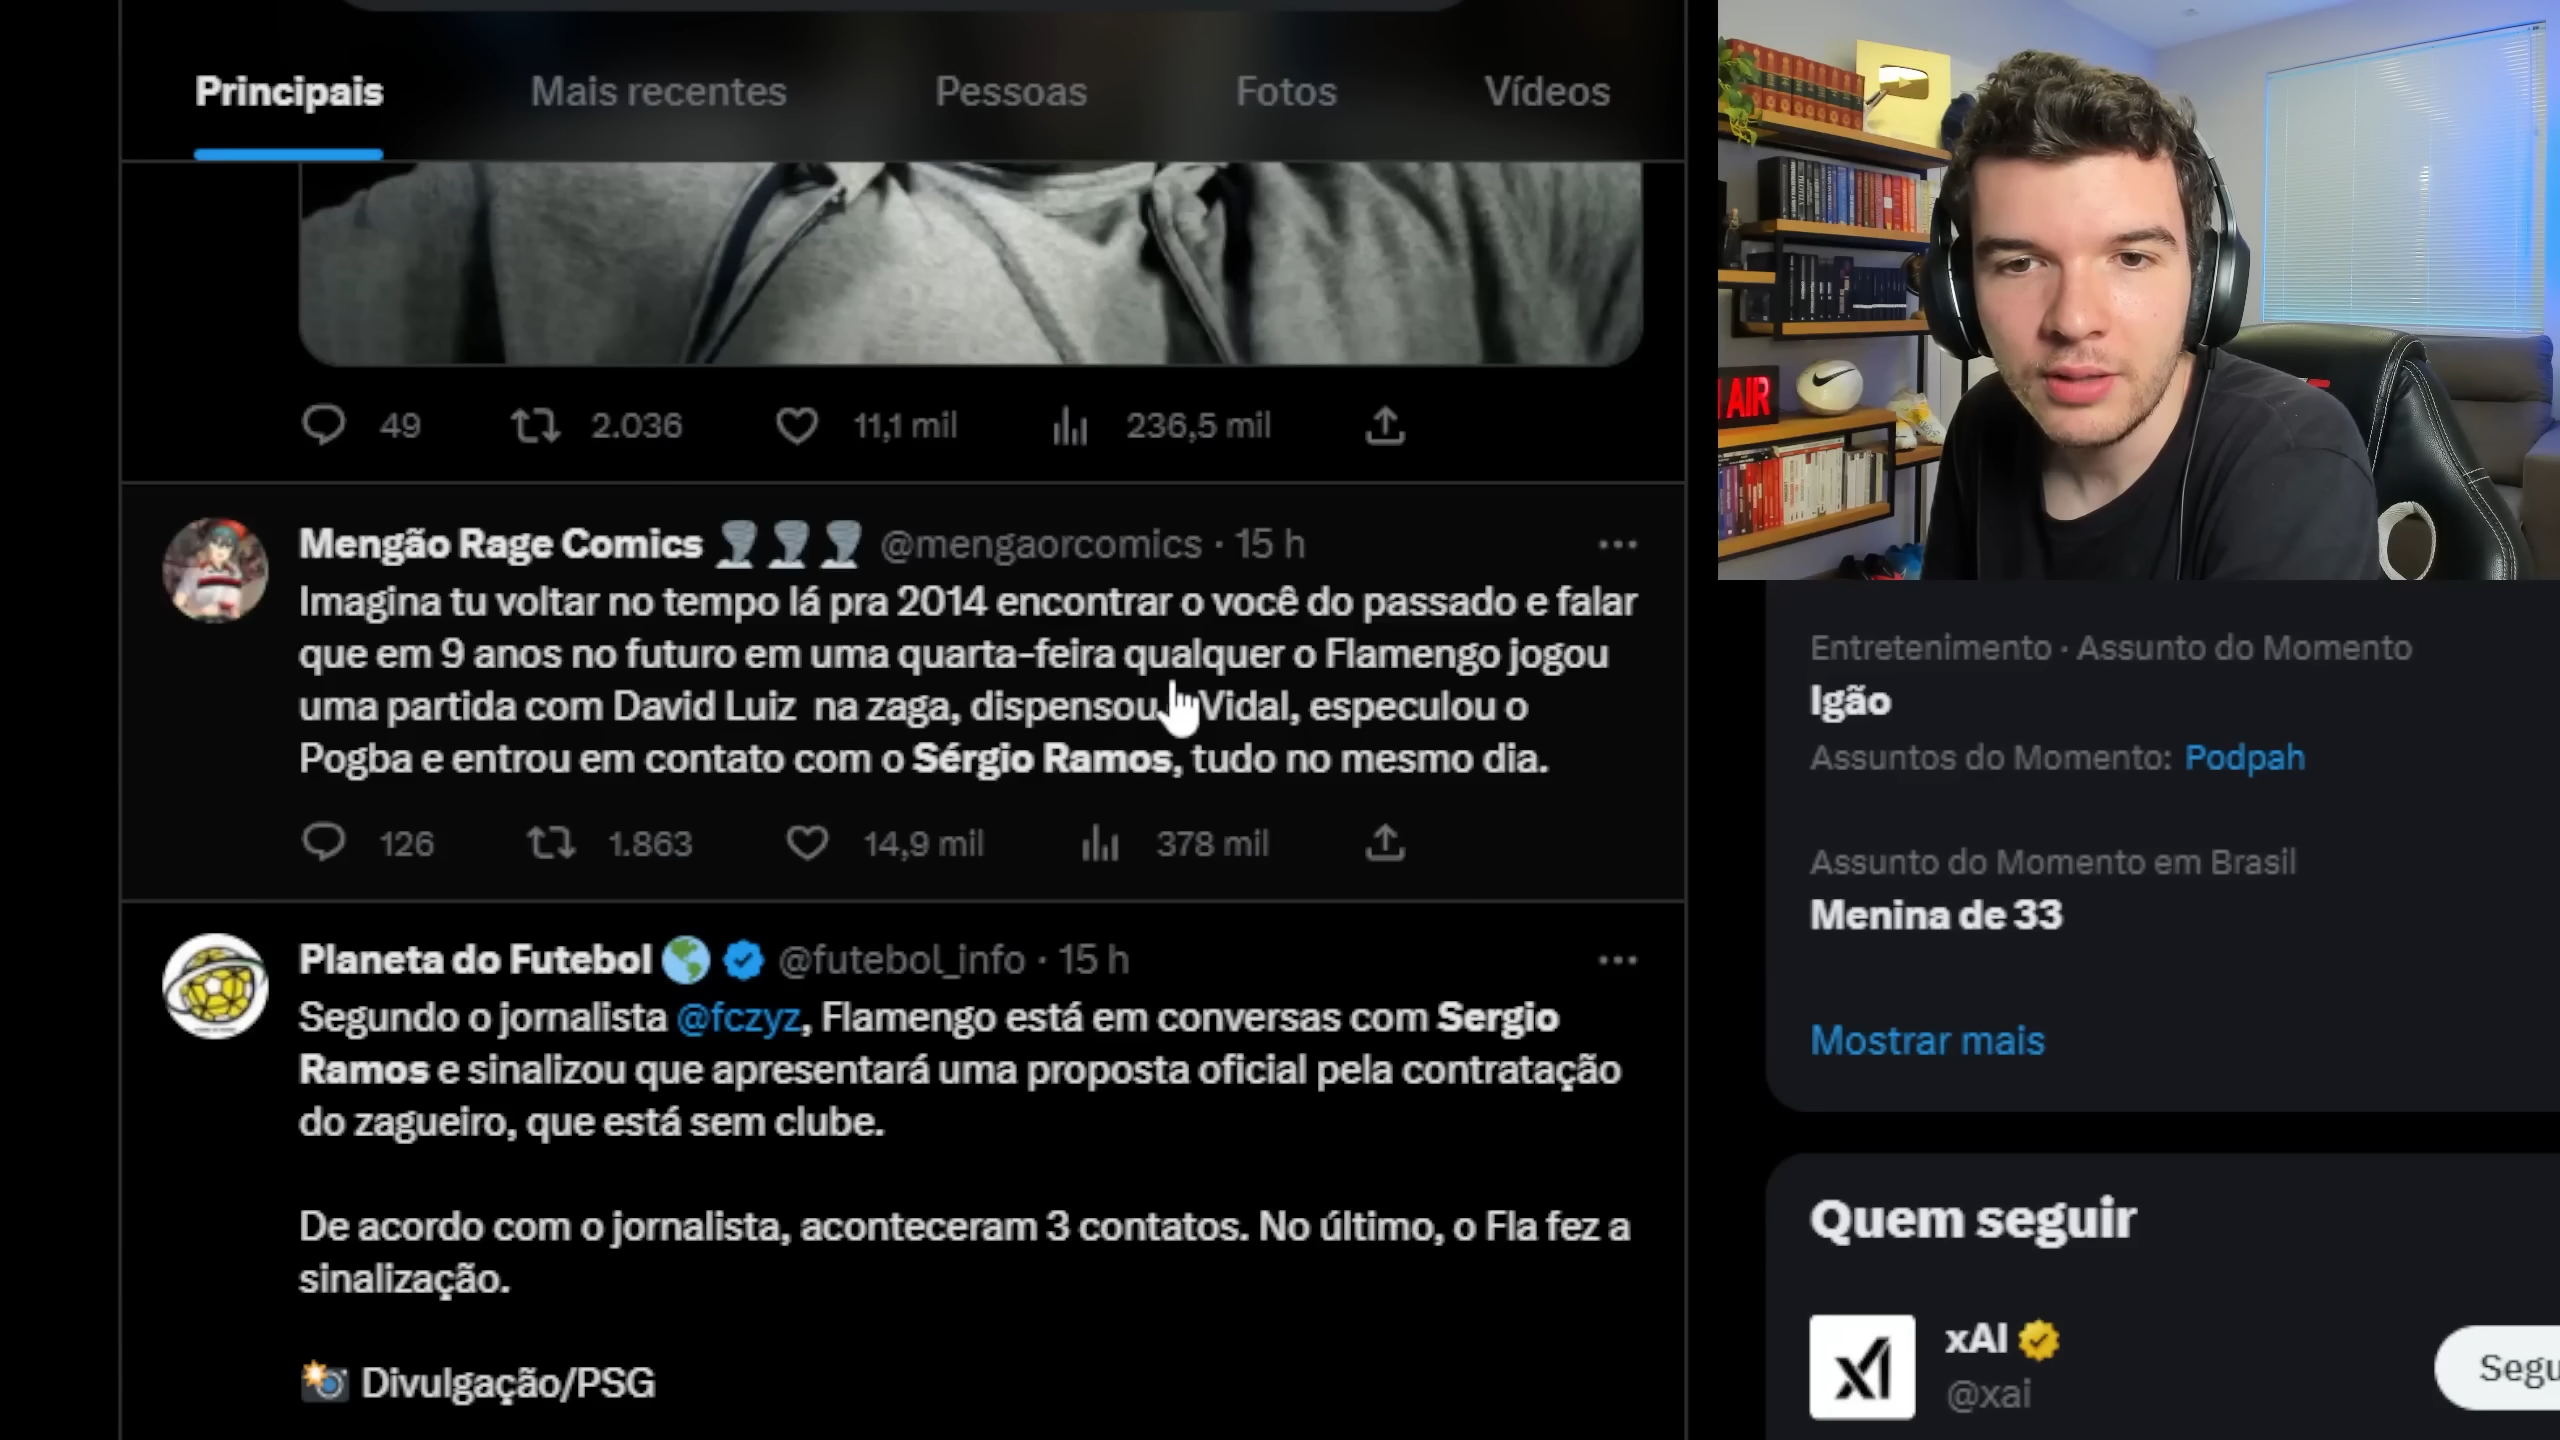 Principais Mais recentes Pessoas Fotos Vídeos
49 2.036 11,1 mil 236,5 mil
Mengão Rage Comics @mengaorcomics · 15 h
Imagina tu voltar no tempo lá pra 2014 encontrar o você do passado e falar
que em 9 anos no futuro em uma quarta-feira qualquer o Flamengo jogou
uma partida com David Luiz na zaga, dispensou Vidal, especulou o
Pogba e entrou em contato com o Sérgio Ramos, tudo no mesmo dia.
126 1.863 14,9 mil 378 mil
Planeta do Futebol @futebol_info · 15 h
Segundo o jornalista @fczyz, Flamengo está em conversas com Sergio
Ramos e sinalizou que apresentará uma proposta oficial pela contratação
do zagueiro, que está sem clube.
De acordo com o jornalista, aconteceram 3 contatos. No último, o Fla fez a
sinalização.
Divulgação/PSG
AIR
Entretenimento · Assunto do Momento
Igão
Assuntos do Momento: Podpah
Assunto do Momento em Brasil
Menina de 33
Mostrar mais
Quem seguir
xAI
@xai
Segu